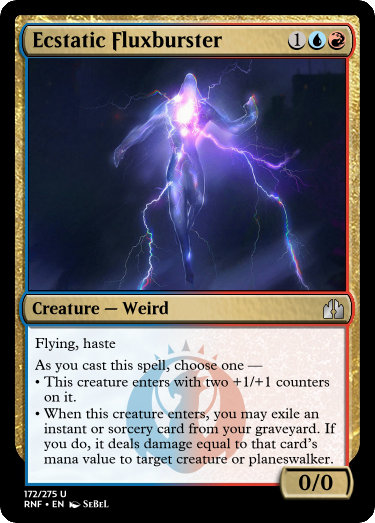 Ecstatic Fluxburster 1
Creature — Weird
Flying, haste
As you cast this spell, choose one —
• This creature enters with two +1/+1 counters
on it.
• When this creature enters, you may exile an
instant or sorcery card from your graveyard. If
you do, it deals damage equal to that card's
mana value to target creature or planeswalker.
0/0
172/275 U
RNF • EN SeBeL